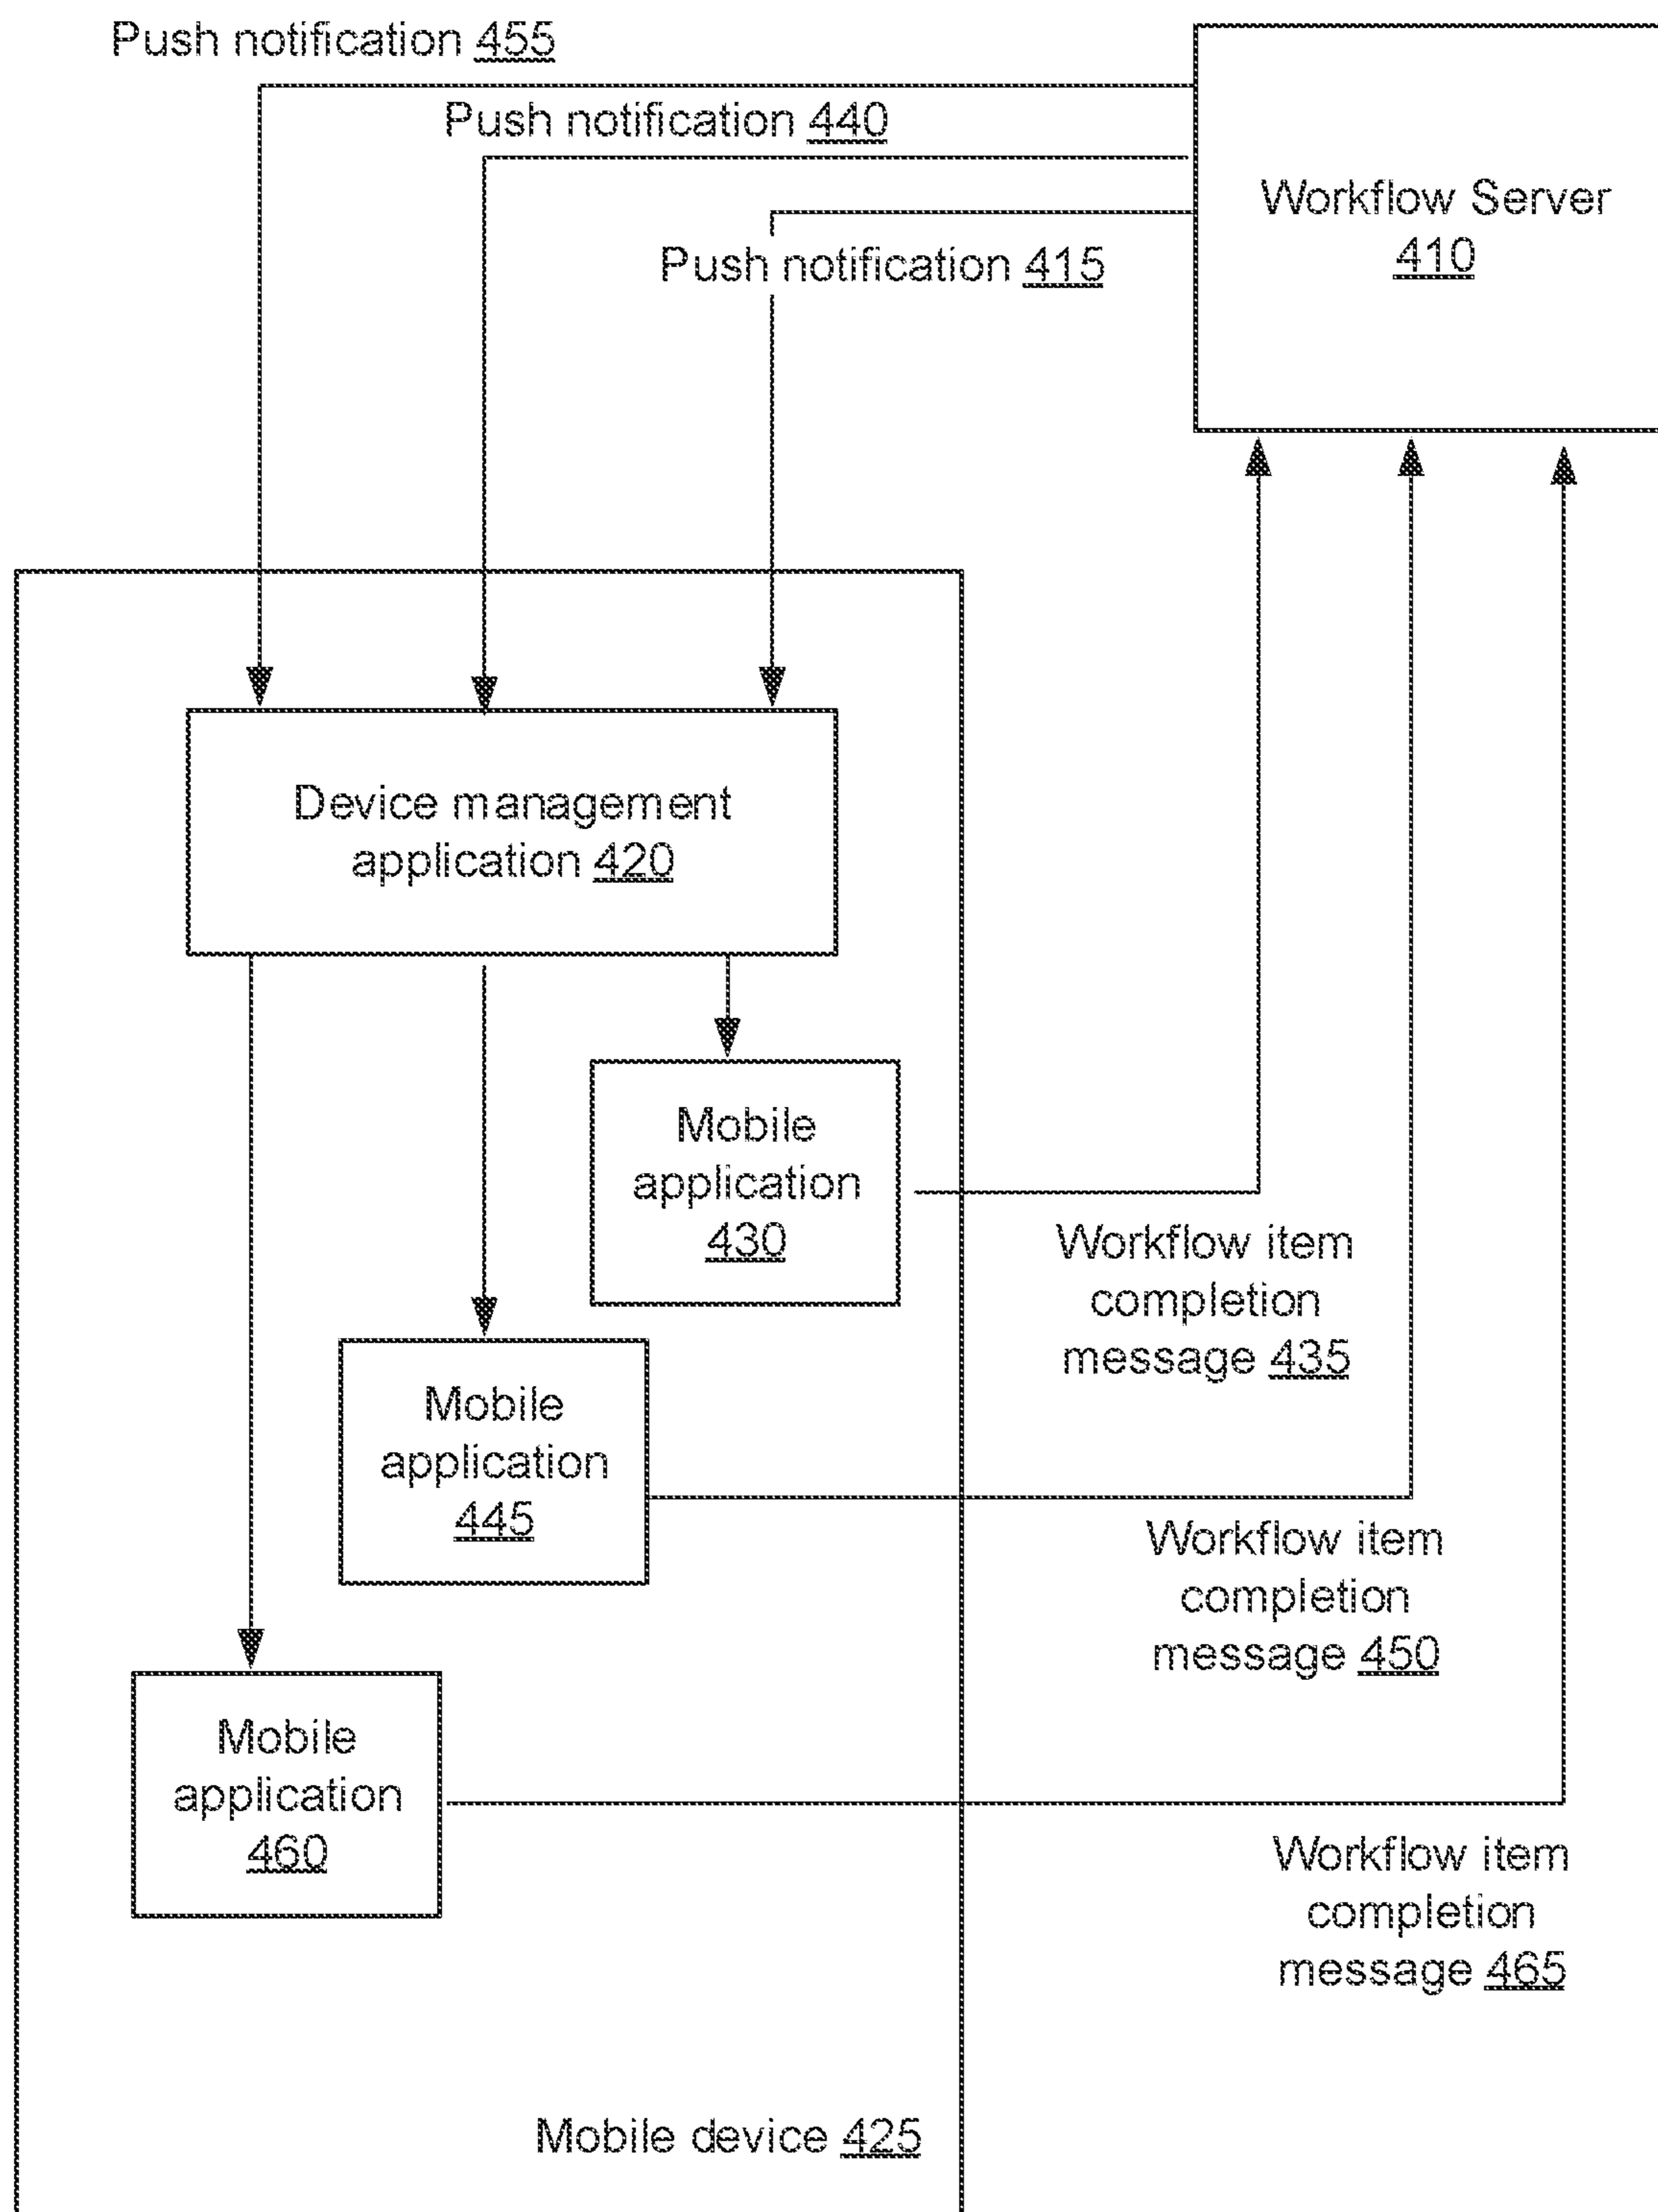 Push notification 455
Push notification 440
Workflow Server
410
Push notification 415
Device management
application 420
Mobile
application
430
Workflow item
completion
message 435
Mobile
application
445
Workflow item
completion
message 450
Mobile
application
460
Workflow item
completion
message 465
Mobile device 425